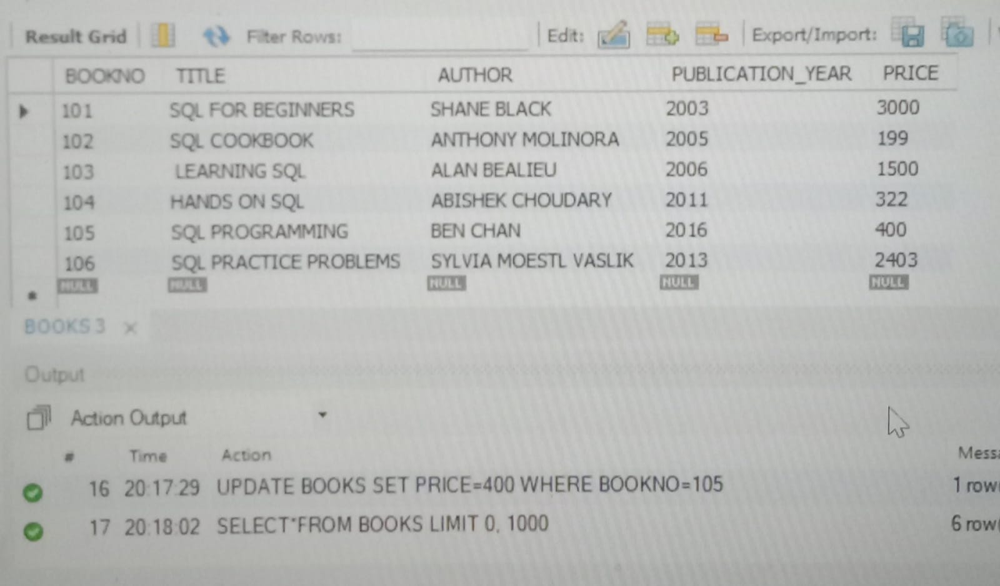 Result Grid Filter Rows: Edit: Export/Import:
BOOKNO TITLE AUTHOR PUBLICATION_YEAR PRICE
101 SQL FOR BEGINNERS SHANE BLACK 2003 3000
102 SQL COOKBOOK ANTHONY MOLINORA 2005 199
103 LEARNING SQL ALAN BEALIEU 2006 1500
104 HANDS ON SQL ABISHEK CHOUDARY 2011 322
105 SQL PROGRAMMING BEN CHAN 2016 400
106 SQL PRACTICE PROBLEMS SYLVIA MOESTL VASLIK 2013 2403
NULL NULL NULL NULL NULL
BOOKS 3
Output
Action Output
# Time Action Messa
16 20:17:29 UPDATE BOOKS SET PRICE=400 WHERE BOOKNO=105 1 row(
17 20:18:02 SELECT*FROM BOOKS LIMIT 0, 1000 6 row(